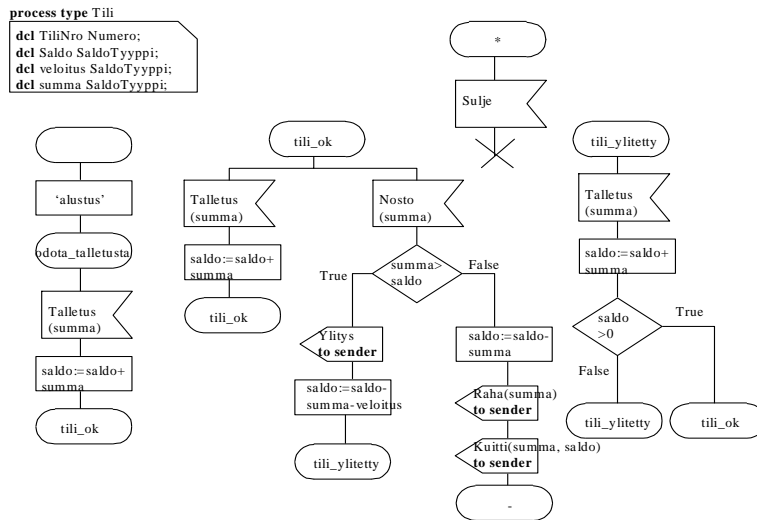 process type Tili
dcl TiliNro Numero;
dcl Saldo SaldoTyyppi;
dcl veloitus SaldoTyyppi;
dcl summa SaldoTyyppi;
*
Sulje
‘alustus’
odota_talletusta
Talletus
(summa)
saldo:=saldo+
summa
tili_ok
tili_ok
Talletus
(summa)
saldo:=saldo+
summa
tili_ok
Nosto
(summa)
summa>
saldo
True
False
Ylitys
to sender
saldo:=saldo-
summa-veloitus
tili_ylitetty
saldo:=saldo-
summa
Raha(summa)
to sender
Kuitti(summa, saldo)
to sender
-
tili_ylitetty
Talletus
(summa)
saldo:=saldo+
summa
saldo
>0
True
False
tili_ylitetty
tili_ok